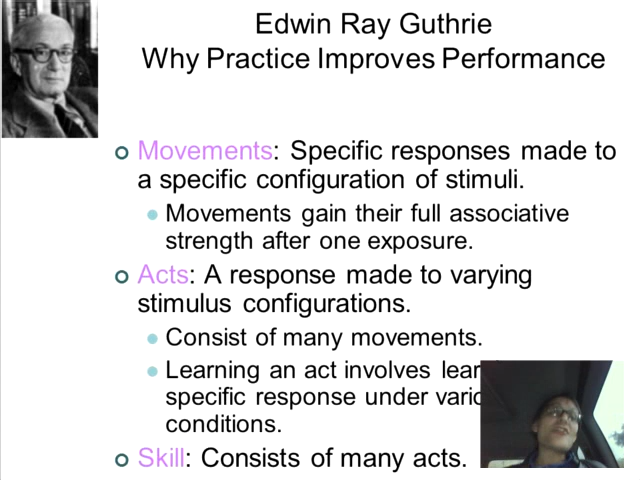 Edwin Ray Guthrie
Why Practice Improves Performance
Movements: Specific responses made to
a specific configuration of stimuli.
Movements gain their full associative
strength after one exposure.
Acts: A response made to varying
stimulus configurations.
Consist of many movements.
Learning an act involves
specific response under
conditions.
Skill: Consists of many acts.